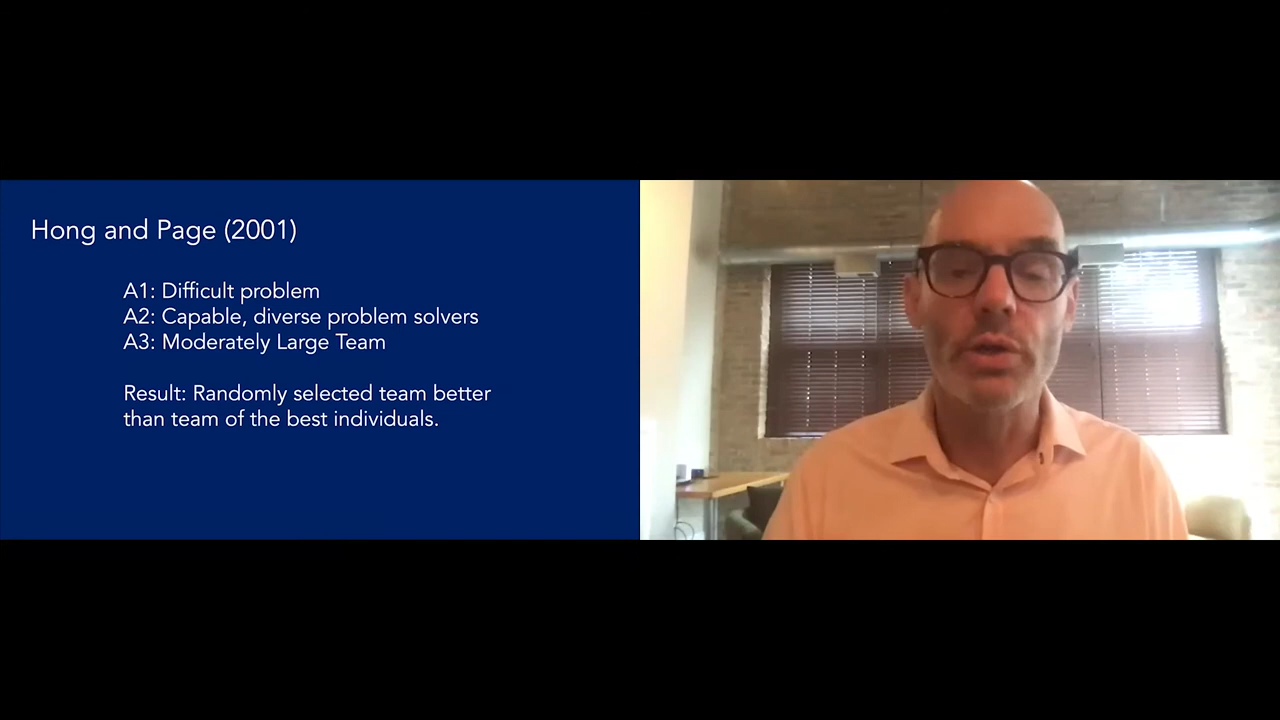 Hong and Page (2001)
A1: Difficult problem
A2: Capable, diverse problem solvers
A3: Moderately Large Team
Result: Randomly selected team better
than team of the best individuals.